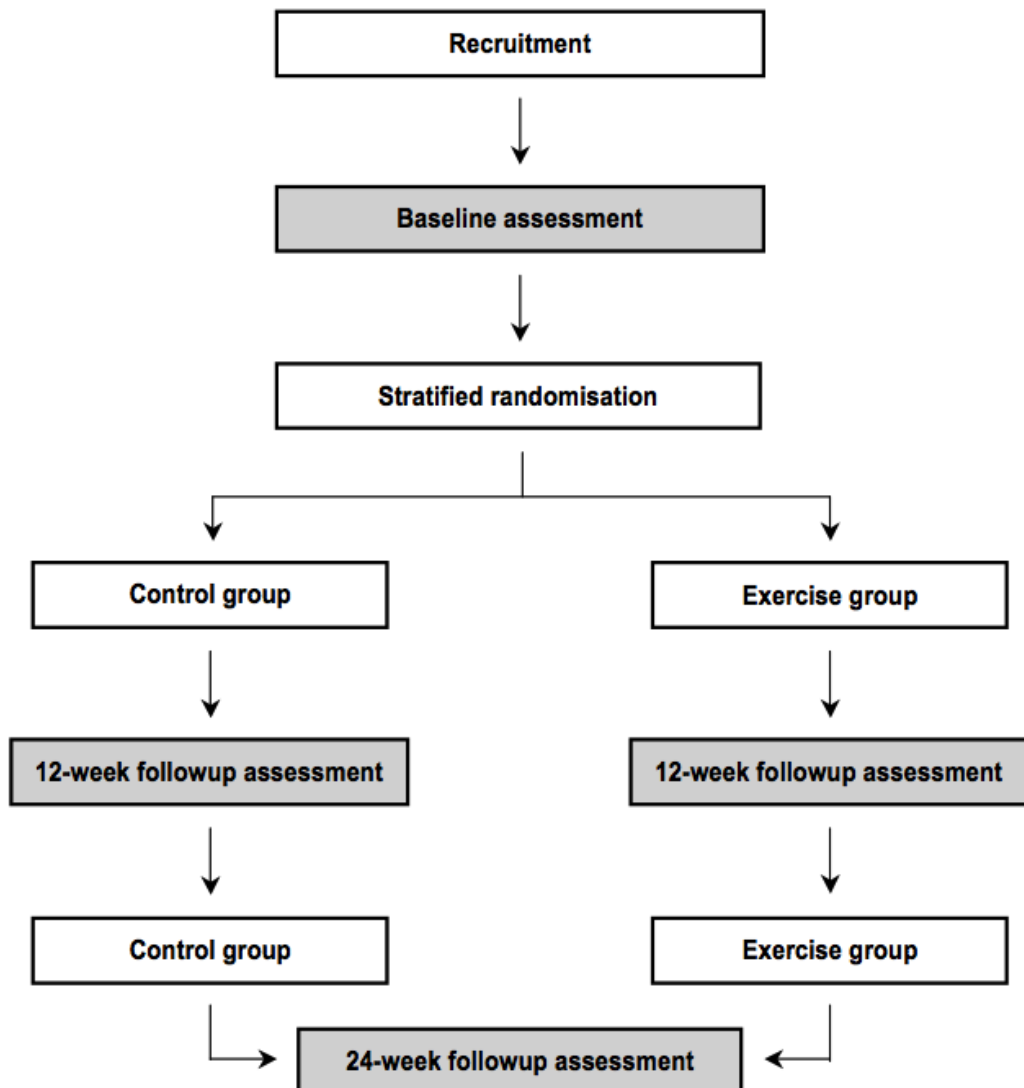 Recruitment
Baseline assessment
Stratified randomisation
Control group
Exercise group
12-week followup assessment
12-week followup assessment
Control group
Exercise group
24-week followup assessment